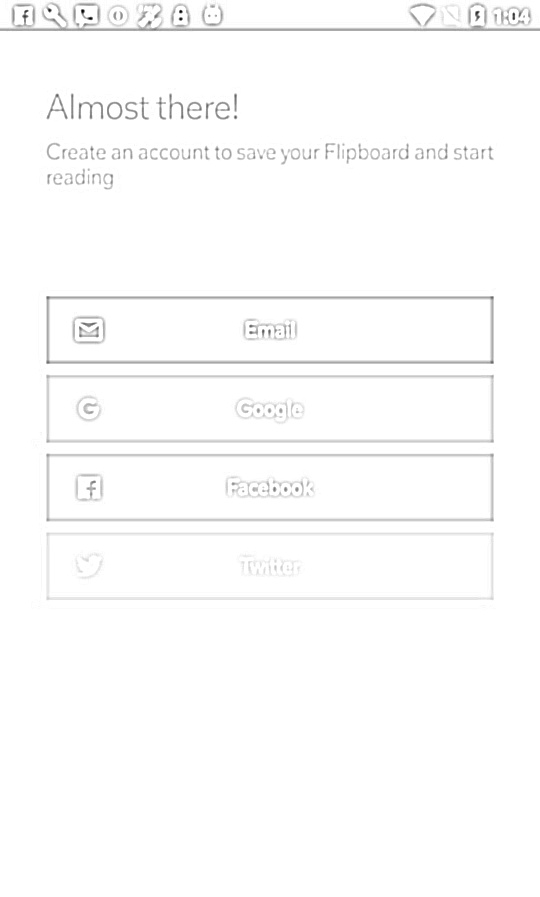 1:04
Almost there!
Create an account to save your Flipboard and start
reading
Email
Google
Facebook
Twitter